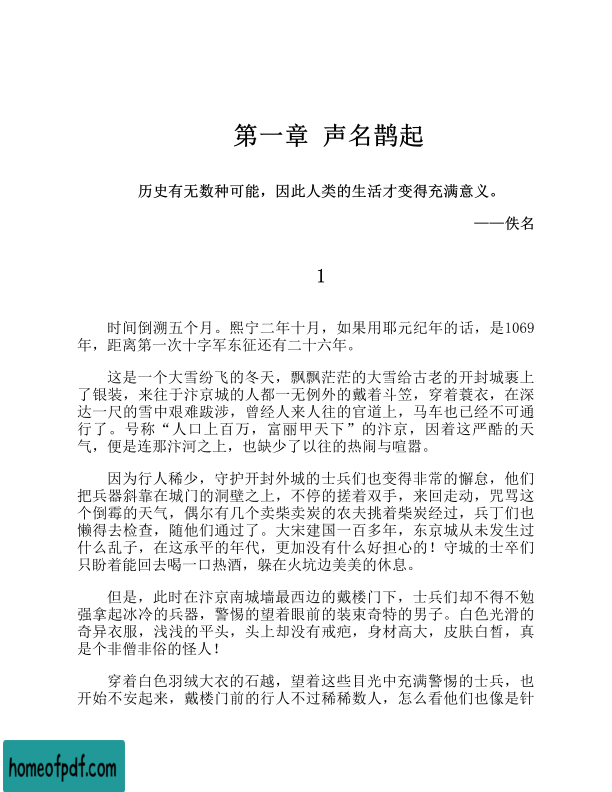 第一章 声名鹊起
历史有无数种可能，因此人类的生活才变得充满意义。
——佚名
1
时间倒溯五个月。熙宁二年十月，如果用耶元纪年的话，是1069
年，距离第一次十字军东征还有二十六年。
这是一个大雪纷飞的冬天，飘飘茫茫的大雪给古老的开封城裹上
了银装，来往于汴京城的人都一无例外的戴着斗笠，穿着蓑衣，在深
达一尺的雪中艰难跋涉，曾经人来人往的官道上，马车也已经不可通
行了。号称“人口上百万，富丽甲天下”的汴京，因着这严酷的天
气，便是连那汴河之上，也缺少了以往的热闹与喧嚣。
因为行人稀少，守护开封外城的士兵们也变得非常的懈怠，他们
把兵器斜靠在城门的洞壁之上，不停的搓着双手，来回走动，咒骂这
个倒霉的天气，偶尔有几个卖柴卖炭的农夫挑着柴炭经过，兵丁们也
懒得去检查，随他们通过了。大宋建国一百多年，东京城从未发生过
什么乱子，在这承平的年代，更加没有什么好担心的！守城的士卒们
只盼着能回去喝一口热酒，躲在火坑边美美的休息。
但是，此时在汴京南城墙最西边的戴楼门下，士兵们却不得不勉
强拿起冰冷的兵器，警惕的望着眼前的装束奇特的男子。白色光滑的
奇异衣服，浅浅的平头，头上却没有戒疤，身材高大，皮肤白皙，真
是个非僧非俗的怪人！
穿着白色羽绒大衣的石越，望着这些目光中充满警惕的士兵，也
开始不安起来，戴楼门前的行人不过稀稀数人，怎么看他们也像是针
homeofpdf.com